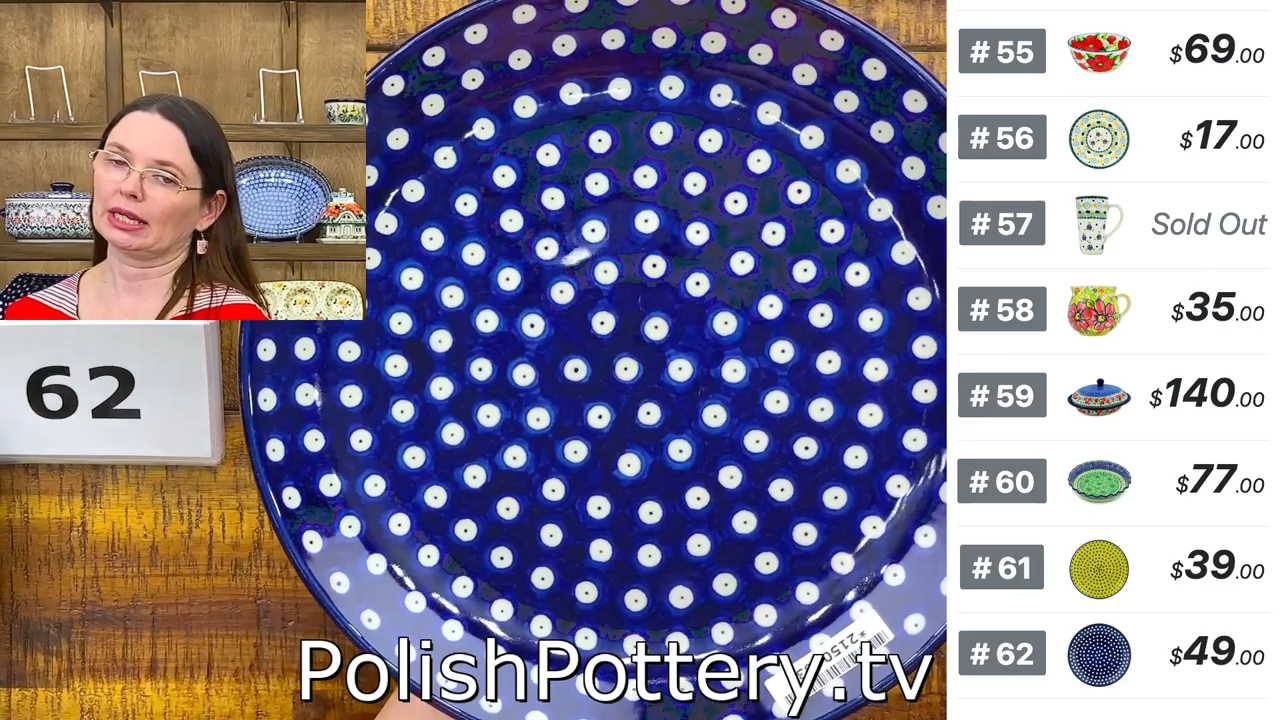 # 55 $69.00
# 56 $17.00
# 57 Sold Out
# 58 $35.00
# 59 $140.00
# 60 $77.00
# 61 $39.00
# 62 $49.00
62
PolishPottery.tv